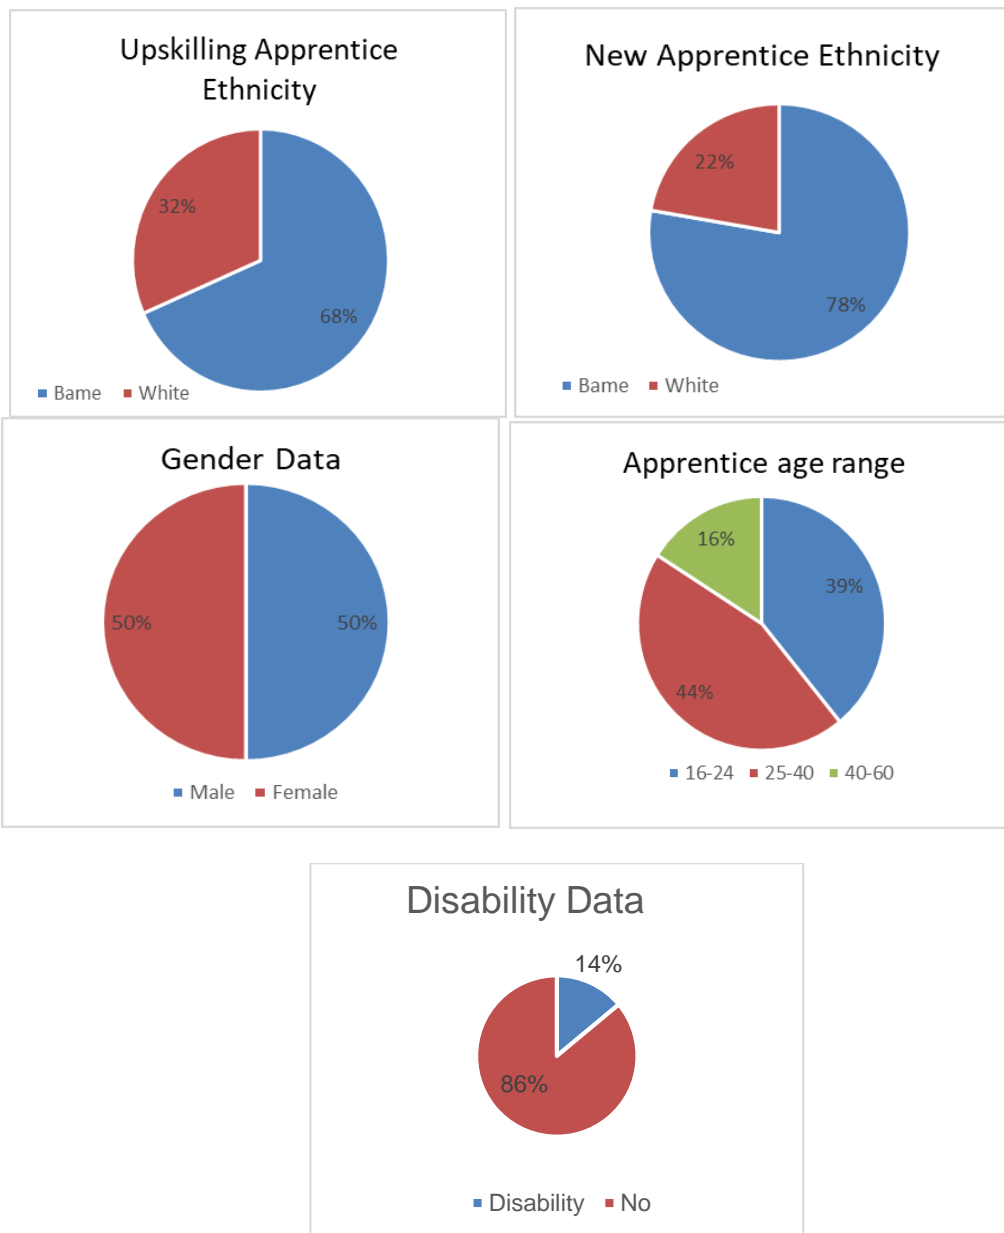 Upskilling Apprentice
Ethnicity
32%
68%
Bame White
New Apprentice Ethnicity
22%
78%
Bame White
Gender Data
50% 50%
Male Female
Apprentice age range
16%
39%
44%
16-24 25-40 40-60
Disability Data
14%
86%
Disability No